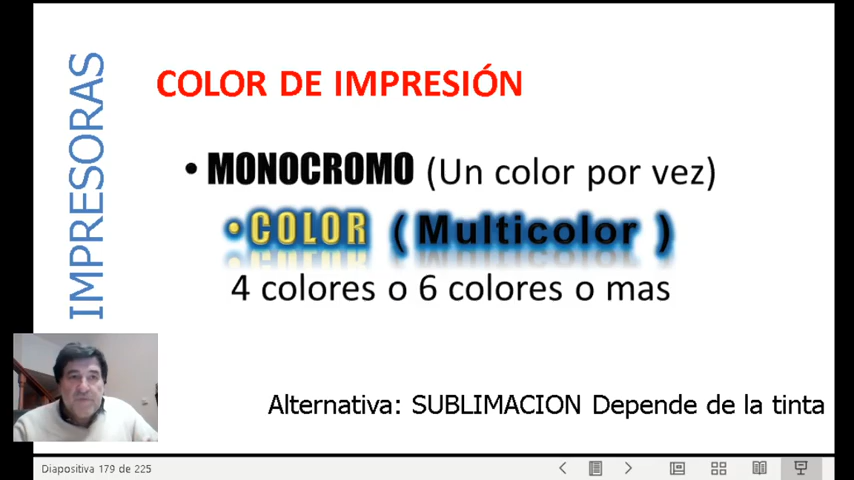 IMPRESORAS
COLOR DE IMPRESIÓN
• MONOCROMO (Un color por vez)
• COLOR ( Multicolor )
4 colores o 6 colores o mas
Alternativa: SUBLIMACION Depende de la tinta
Diapositiva 179 de 225